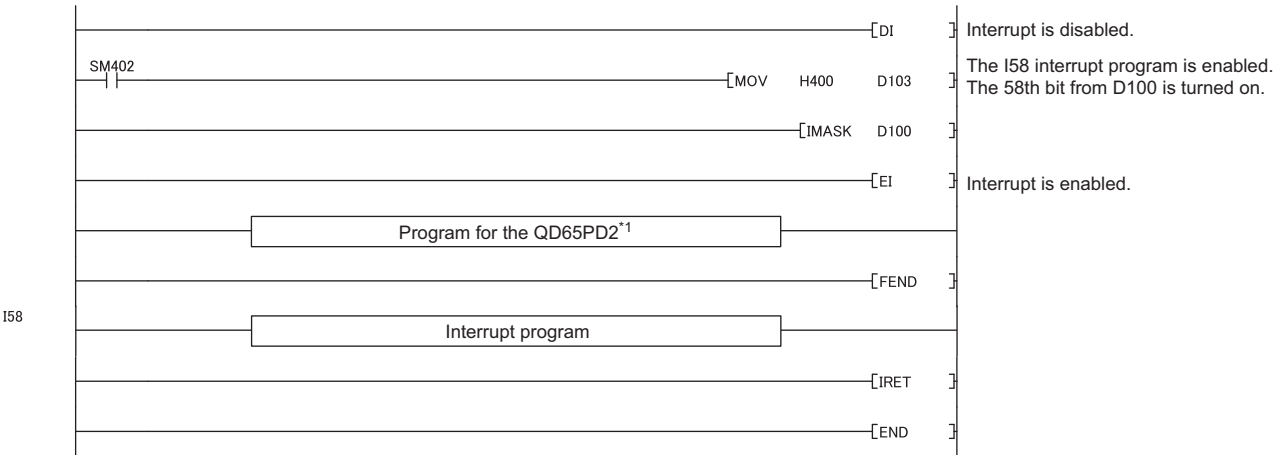 [DI ] Interrupt is disabled.
SM402
[MOV H400 D103 ] The I58 interrupt program is enabled.
The 58th bit from D100 is turned on.
[IMASK D100 ]
[EI ] Interrupt is enabled.
Program for the QD65PD2*1
[FEND ]
I58
Interrupt program
[IRET ]
[END ]